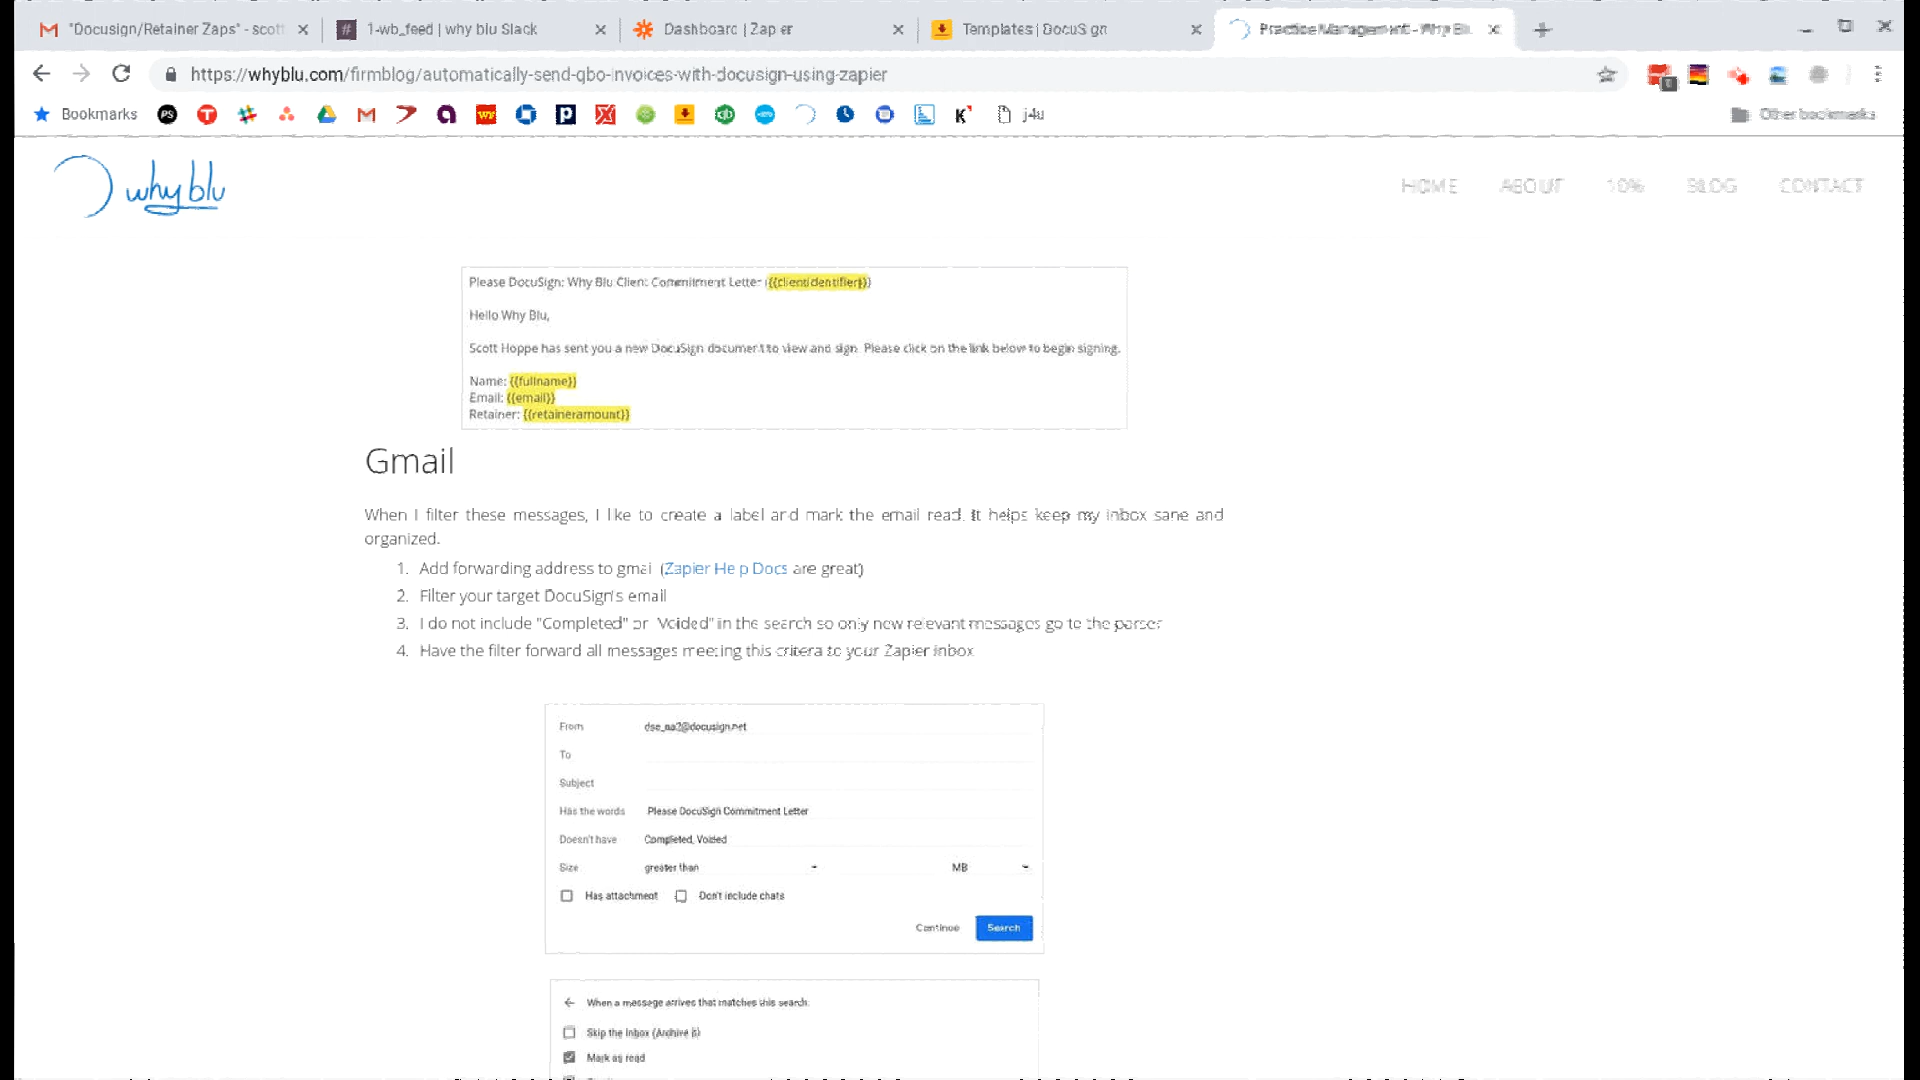 "Docusign/Retainer Zaps" - scott
1-wb_feed | why blu Slack
Dashboard | Zapier
Templates | DocuSign
Practice Management - Why Blu
https://whyblu.com/firmblog/automatically-send-qbo-invoices-with-docusign-using-zapier
Bookmarks
j4u
Other bookmarks
why blu
HOME
ABOUT
10%
BLOG
CONTACT
Please DocuSign: Why Blu Client Commitment Letter ({{clientidentifier}})
Hello Why Blu,
Scott Hoppe has sent you a new DocuSign document to view and sign. Please click on the link below to begin signing.
Name: {{fullname}}
Email: {{email}}
Retainer: {{retaineramount}}
Gmail
When I filter these messages, I like to create a label and mark the email read. It helps keep my inbox sane and
organized.
1. Add forwarding address to gmail (Zapier Help Docs are great)
2. Filter your target DocuSign's email
3. I do not include "Completed" or "Voided" in the search so only new relevant messages go to the parser
4. Have the filter forward all messages meeting this critera to your Zapier inbox
From dse_na2@docusign.net
To
Subject
Has the words Please DocuSign Commitment Letter
Doesn't have Completed, Voided
Size greater than MB
Has attachment Don't include chats
Continue Search
When a message arrives that matches this search:
Skip the Inbox (Archive it)
Mark as read